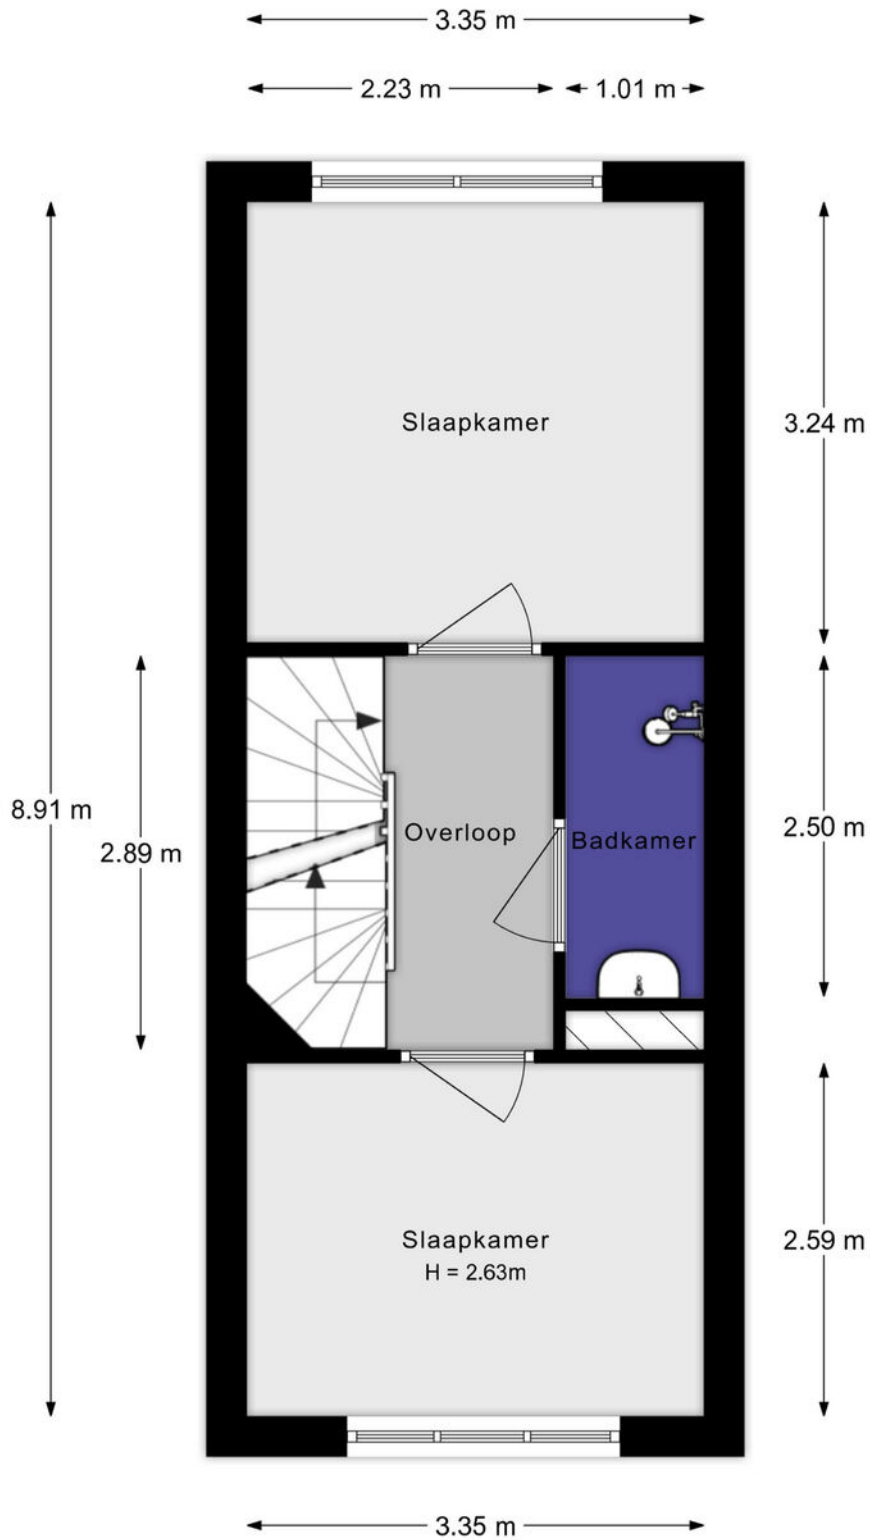 3.35 m
2.23 m
1.01 m
Slaapkamer
3.24 m
8.91 m
2.89 m
Overloop
Badkamer
2.50 m
Slaapkamer
H = 2.63m
2.59 m
3.35 m